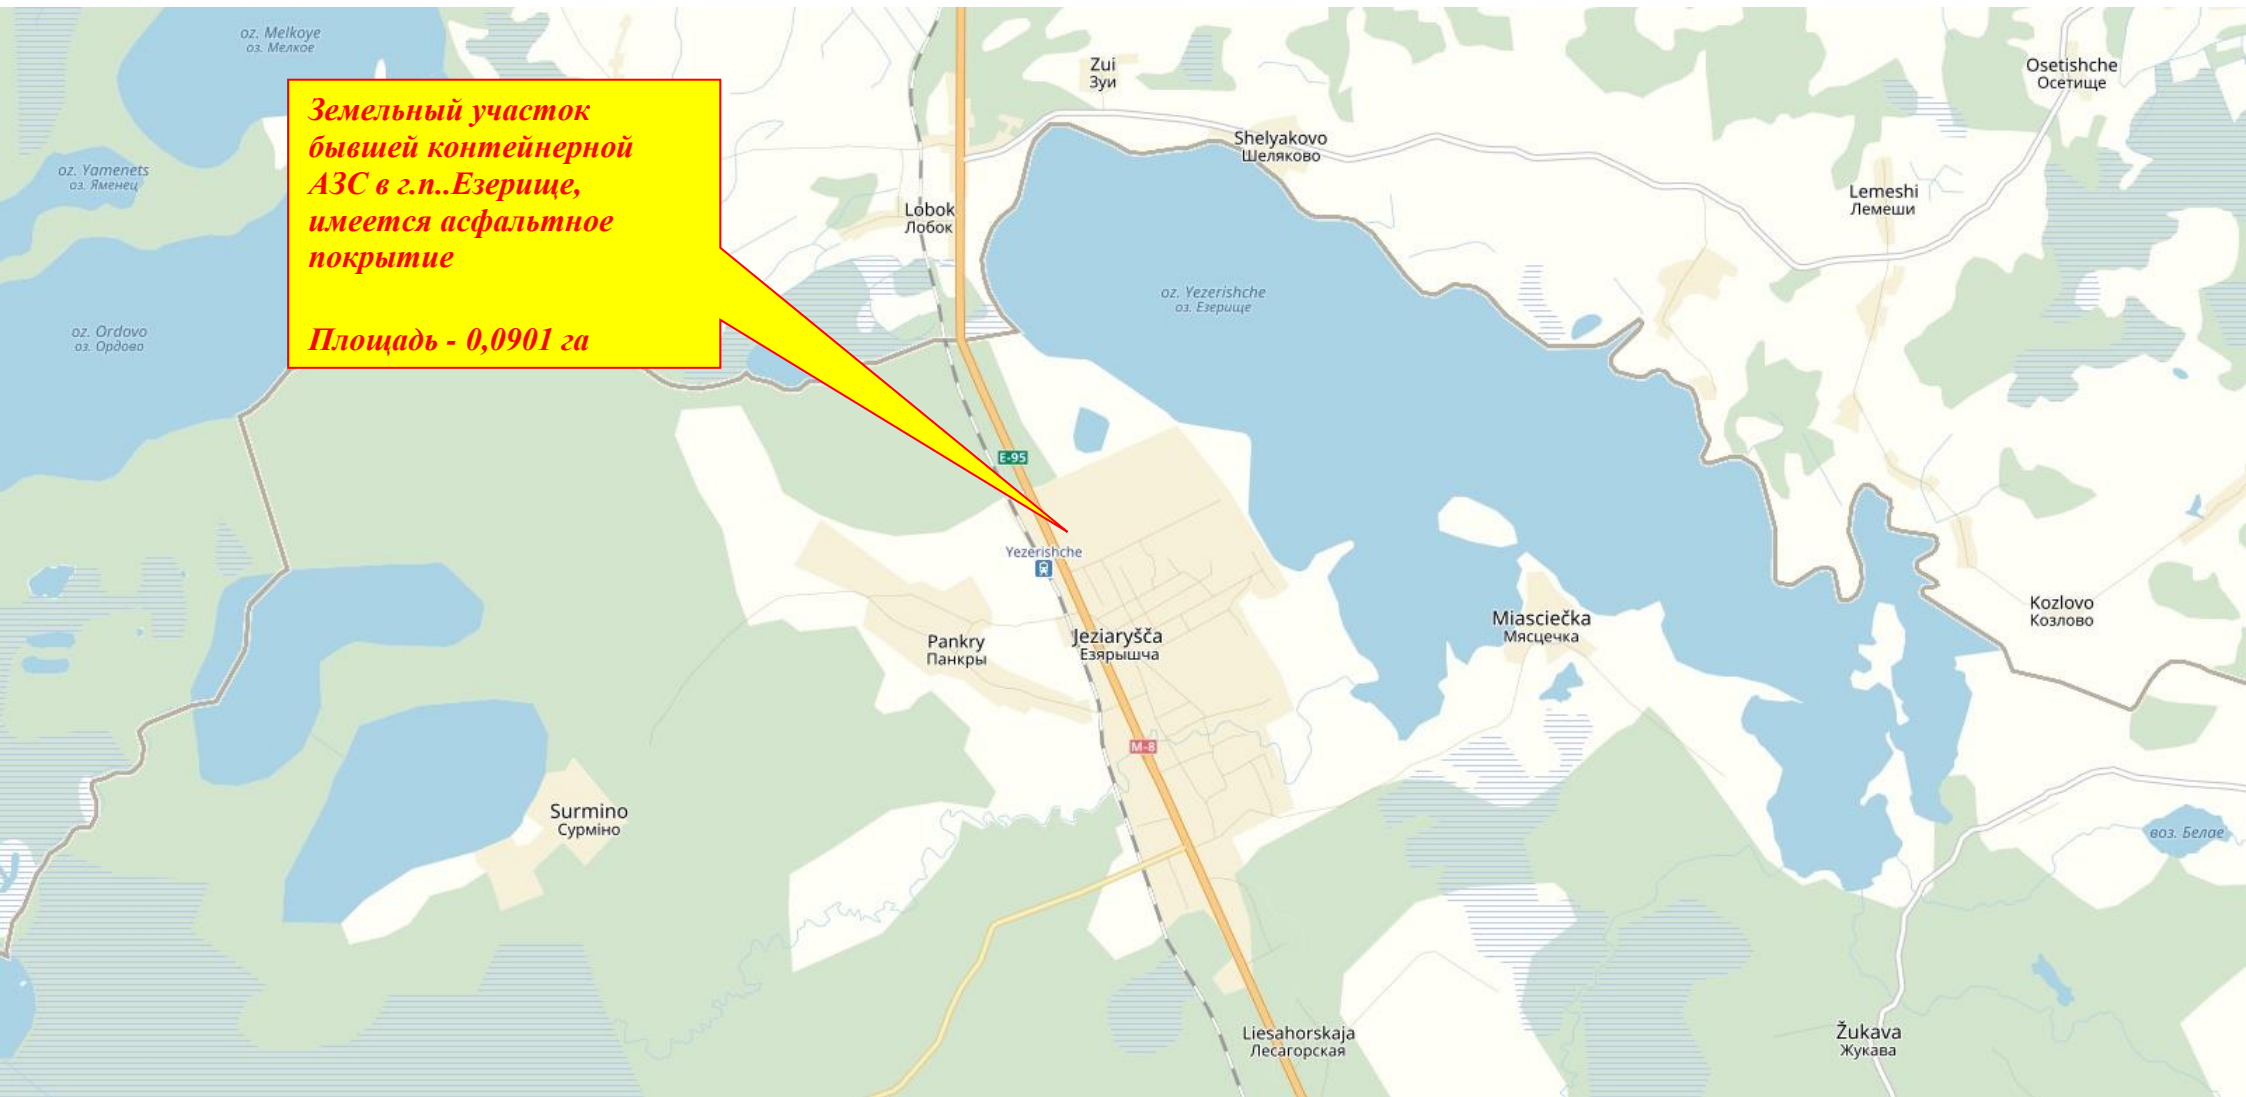 oz. Melkoye
оз. Мелкое
Zui
Зуи
Osetishche
Осетище
Земельный участок
бывшей контейнерной
АЗС в г.п..Езерище,
имеется асфальтное
покрытие
Площадь - 0,0901 га
Shelyakovo
Шеляково
oz. Yamenets
оз. Яменец
Lemeshi
Лемеши
Lobok
Лобок
oz. Yezerishche
оз. Езерище
oz. Ordovo
оз. Ордово
E-95
Yezerishche
Kozlovo
Козлово
Miasciečka
Мясцечка
Jeziaryšča
Езярышча
Pankry
Панкры
M-8
Surmino
Сурміно
воз. Белае
Liesahorskaja
Лесагорская
Žukava
Жукава